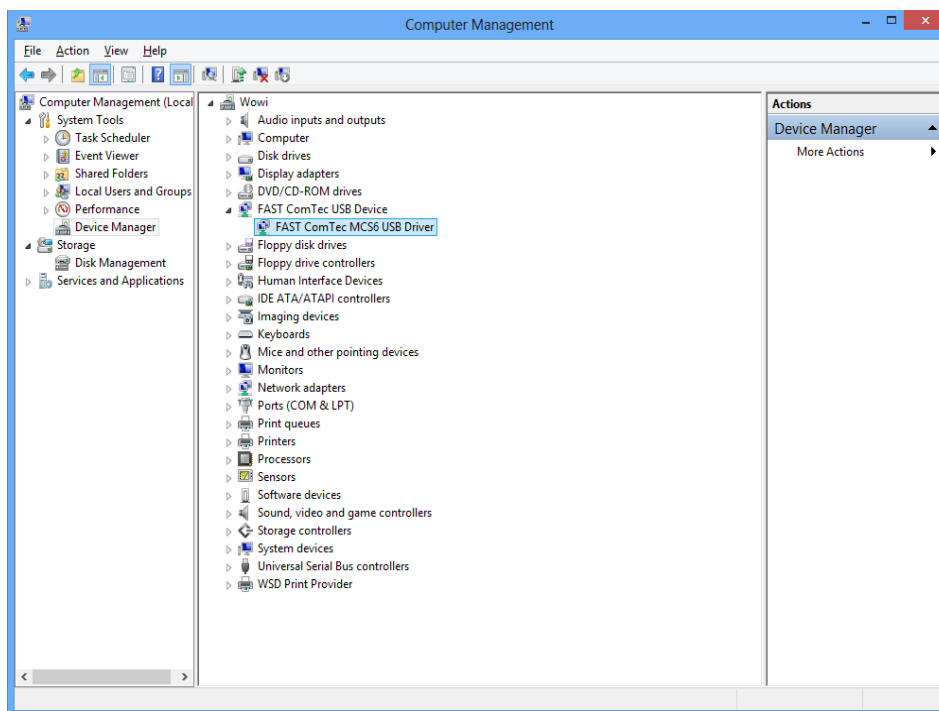 Computer Management
File Action View Help
Computer Management (Local
System Tools
Task Scheduler
Event Viewer
Shared Folders
Local Users and Groups
Performance
Device Manager
Storage
Disk Management
Services and Applications
Wowi
Audio inputs and outputs
Computer
Disk drives
Display adapters
DVD/CD-ROM drives
FAST ComTec USB Device
FAST ComTec MCS6 USB Driver
Floppy disk drives
Floppy drive controllers
Human Interface Devices
IDE ATA/ATAPI controllers
Imaging devices
Keyboards
Mice and other pointing devices
Monitors
Network adapters
Ports (COM & LPT)
Print queues
Printers
Processors
Sensors
Software devices
Sound, video and game controllers
Storage controllers
System devices
Universal Serial Bus controllers
WSD Print Provider
Actions
Device Manager
More Actions